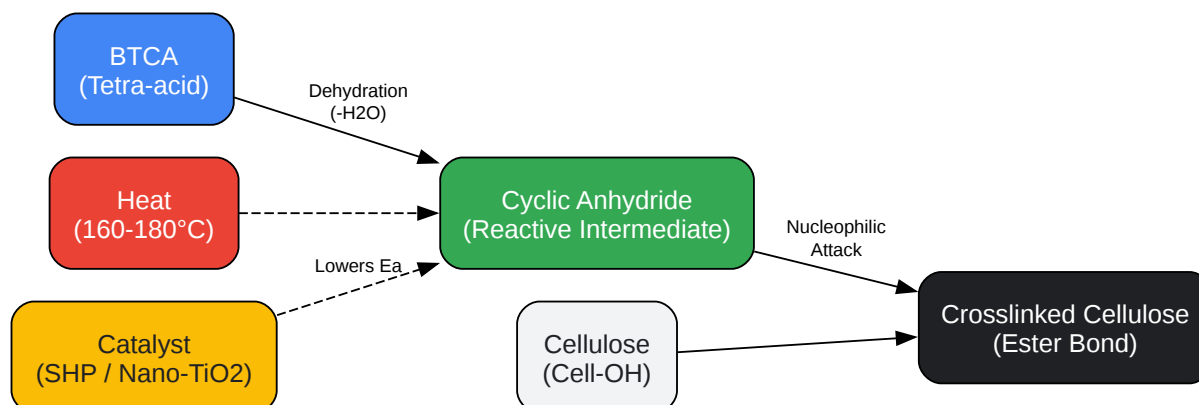 BTCA
(Tetra-acid)
Dehydration
(-H2O)
Heat
(160-180°C)
Cyclic Anhydride
(Reactive Intermediate)
Lowers Ea
Nucleophilic
Attack
Catalyst
(SHP / Nano-TiO2)
Cellulose
(Cell-OH)
Crosslinked Cellulose
(Ester Bond)